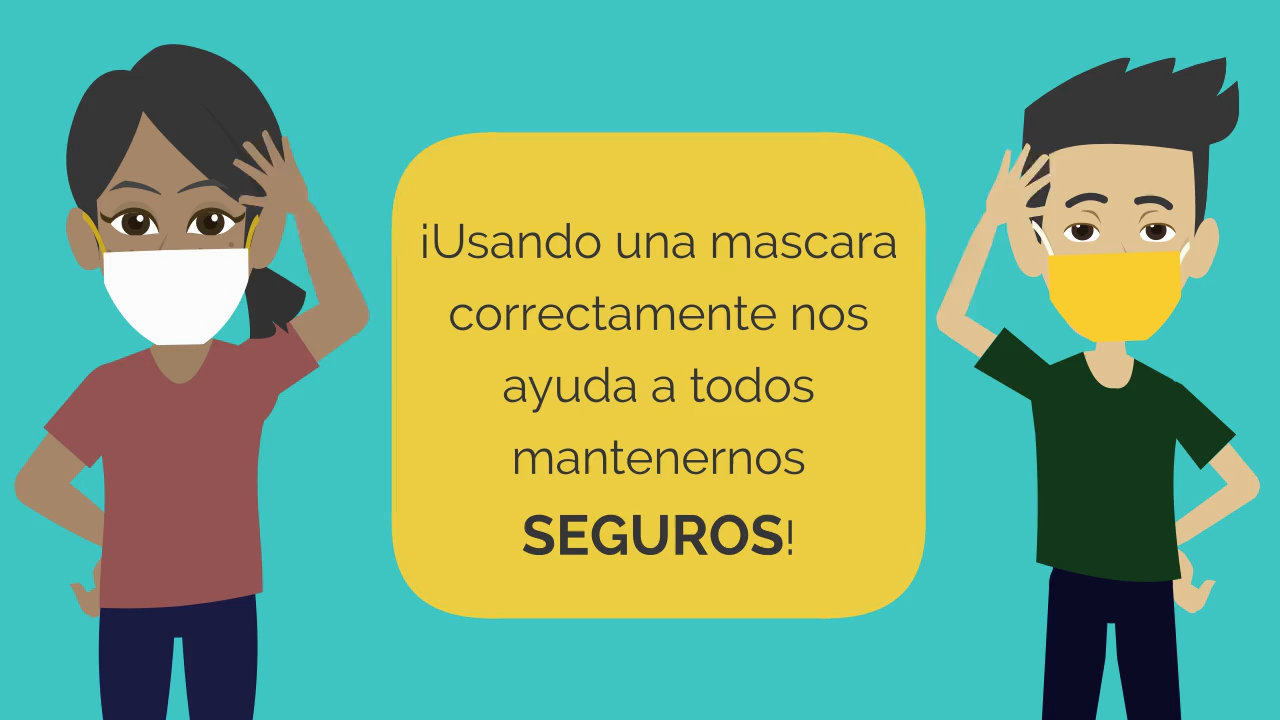 ¡Usando una mascara
correctamente nos
ayuda a todos
mantenernos
SEGUROS!